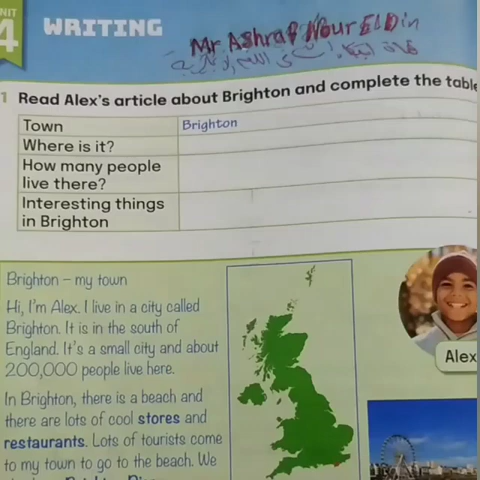 UNIT
4 WRITING
Mr Ashraf Nour ElDin
1 Read Alex's article about Brighton and complete the table
Town Brighton
Where is it?
How many people
live there?
Interesting things
in Brighton
Brighton – my town
Hi, I'm Alex. I live in a city called
Brighton. It is in the south of
England. It's a small city and about
200,000 people live here.
In Brighton, there is a beach and
there are lots of cool stores and
restaurants. Lots of tourists come
to my town to go to the beach. We
Alex